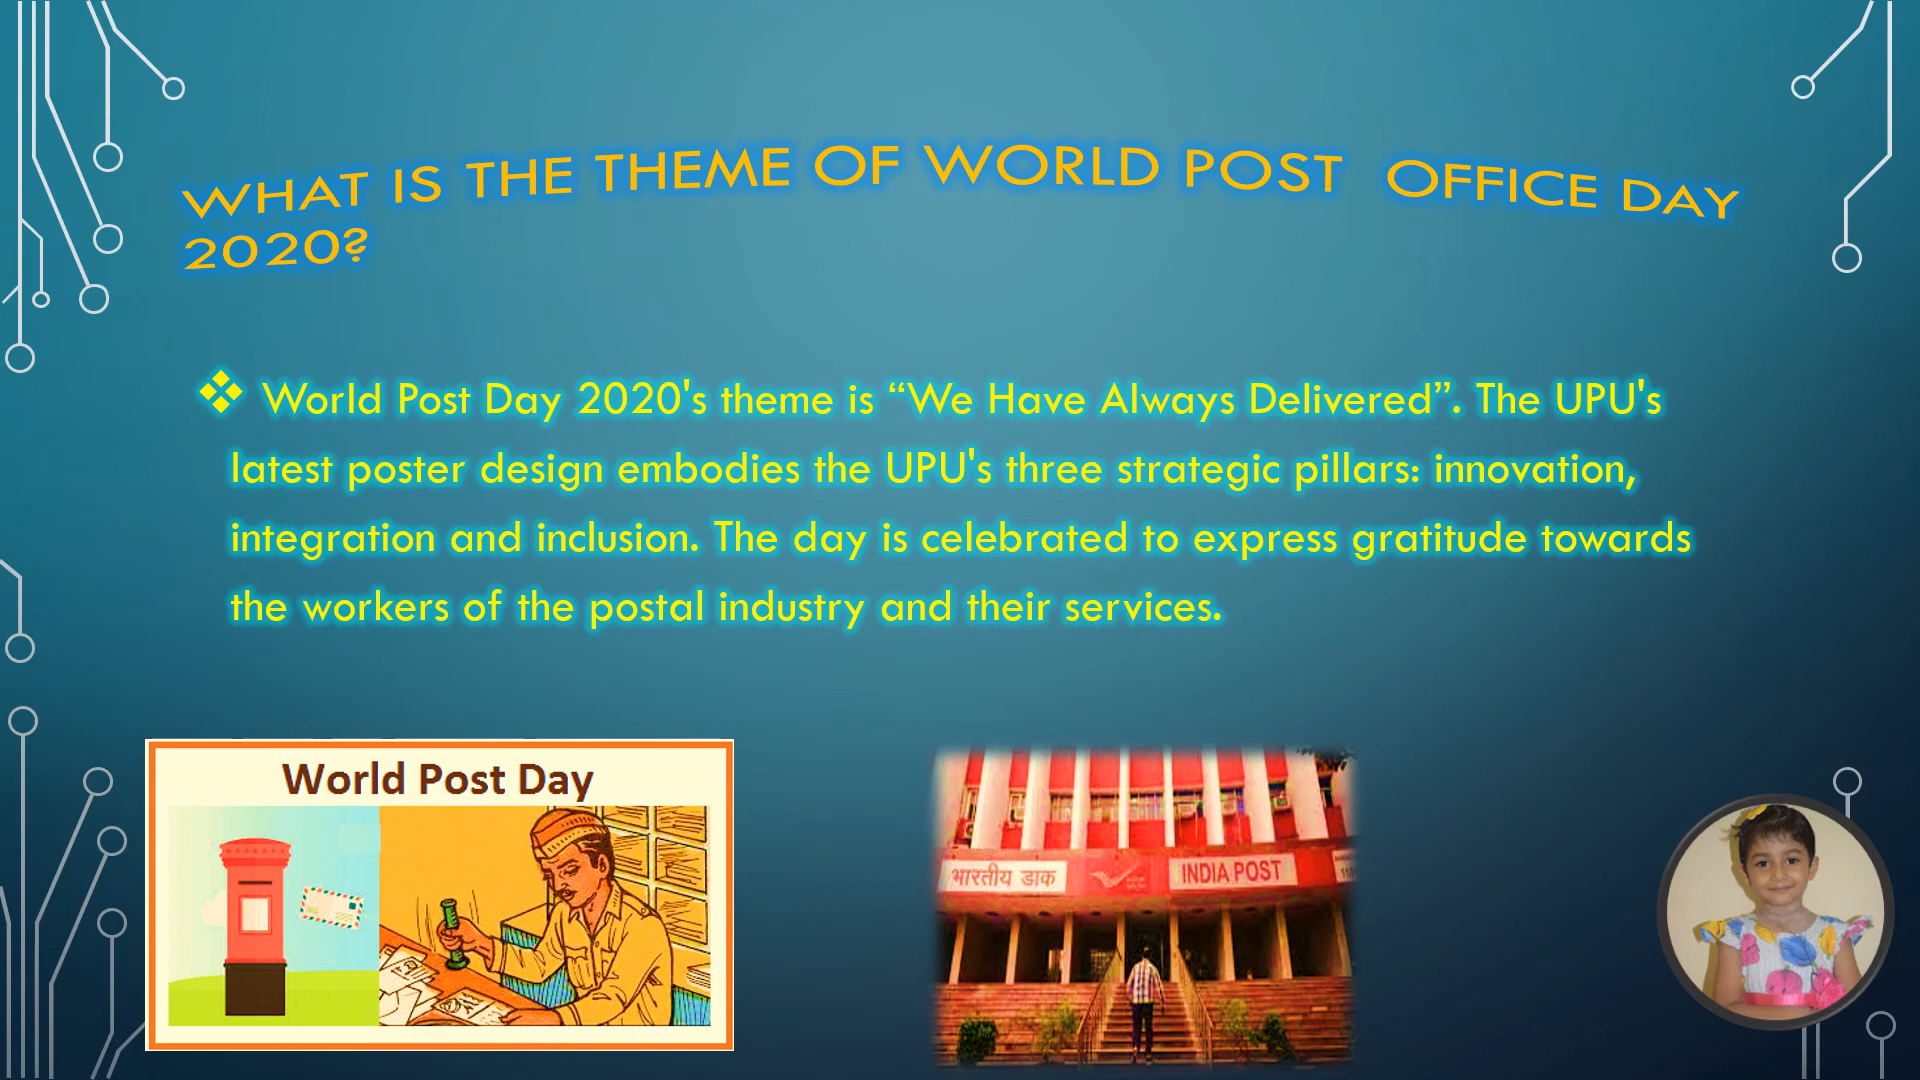 WHAT IS THE THEME OF WORLD POST OFFICE DAY
2020?
❖ World Post Day 2020's theme is “We Have Always Delivered”. The UPU's
latest poster design embodies the UPU's three strategic pillars: innovation,
integration and inclusion. The day is celebrated to express gratitude towards
the workers of the postal industry and their services.
World Post Day
भारतीय डाक
INDIA POST